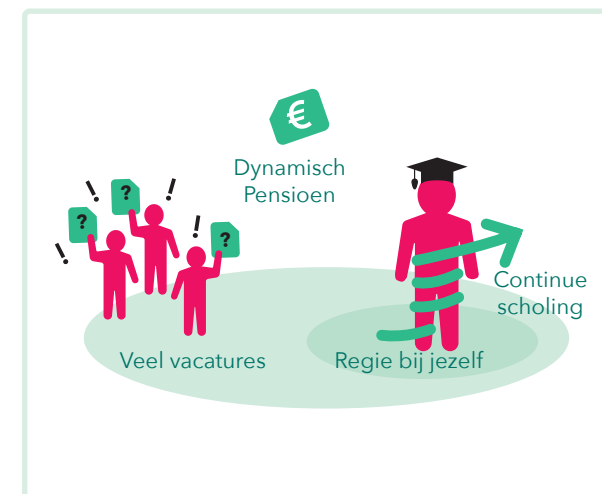 €
Dynamisch
Pensioen
! ? ? ! ! ! ?
Continue
scholing
Veel vacatures
Regie bij jezelf